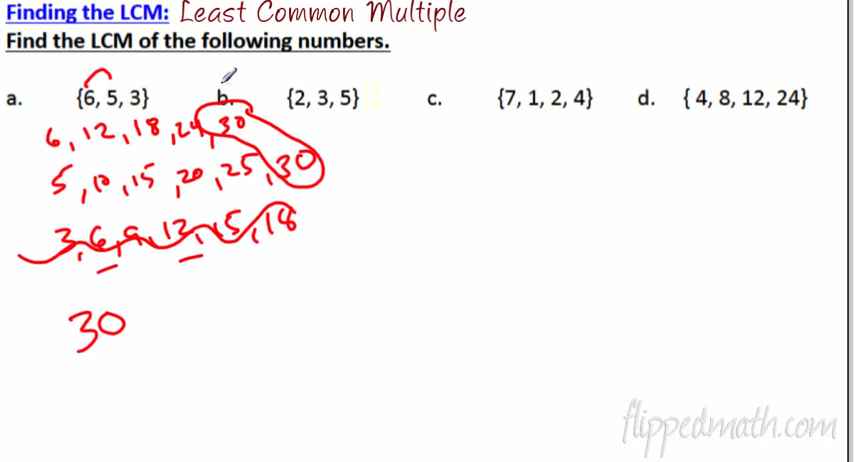 Finding the LCM: Least Common Multiple
Find the LCM of the following numbers.
a. {6, 5, 3} b. {2, 3, 5} c. {7, 1, 2, 4} d. { 4, 8, 12, 24}
6, 12, 18, 24, 30
5, 10, 15, 20, 25, 30
3, 6, 9, 12, 15, 18
30
flippedmath.com